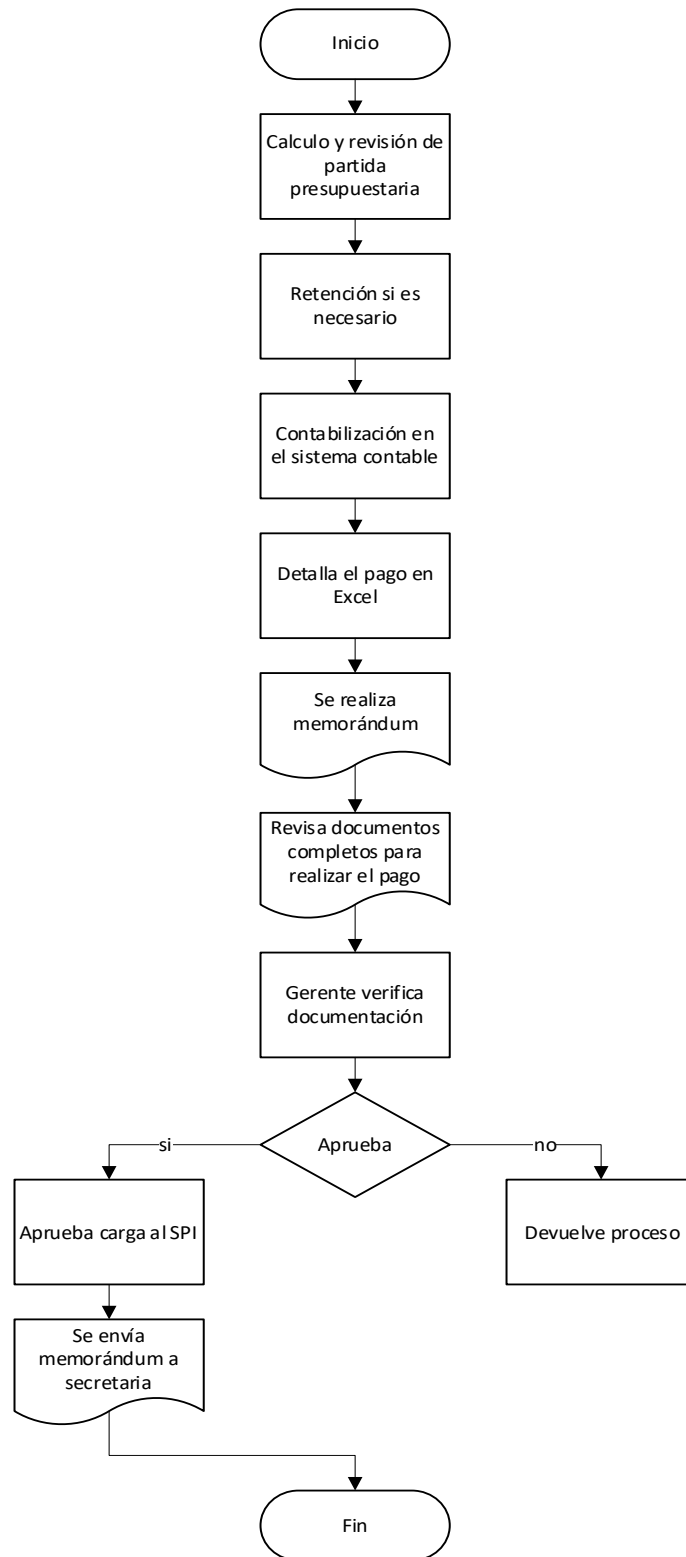 Inicio
Calculo y revisión de
partida
presupuestaria
Retención si es
necesario
Contabilización en
el sistema contable
Detalla el pago en
Excel
Se realiza
memorándum
Revisa documentos
completos para
realizar el pago
Gerente verifica
documentación
Aprueba
si
no
Aprueba carga al SPI
Devuelve proceso
Se envía
memorándum a
secretaria
Fin